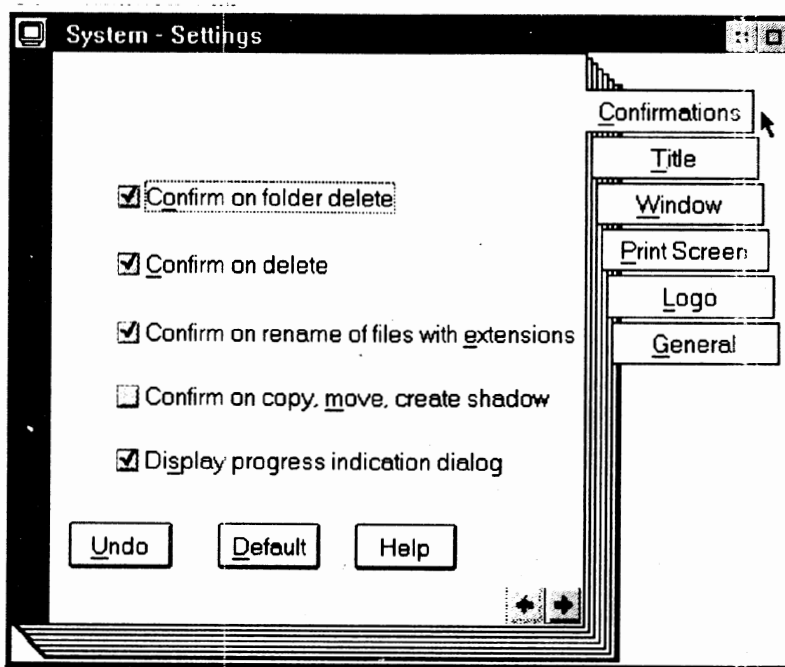 System - Settings
Confirmations
Title
Window
Print Screen
Logo
General
Confirm on folder delete
Confirm on delete
Confirm on rename of files with extensions
Confirm on copy, move, create shadow
Display progress indication dialog
Undo
Default
Help